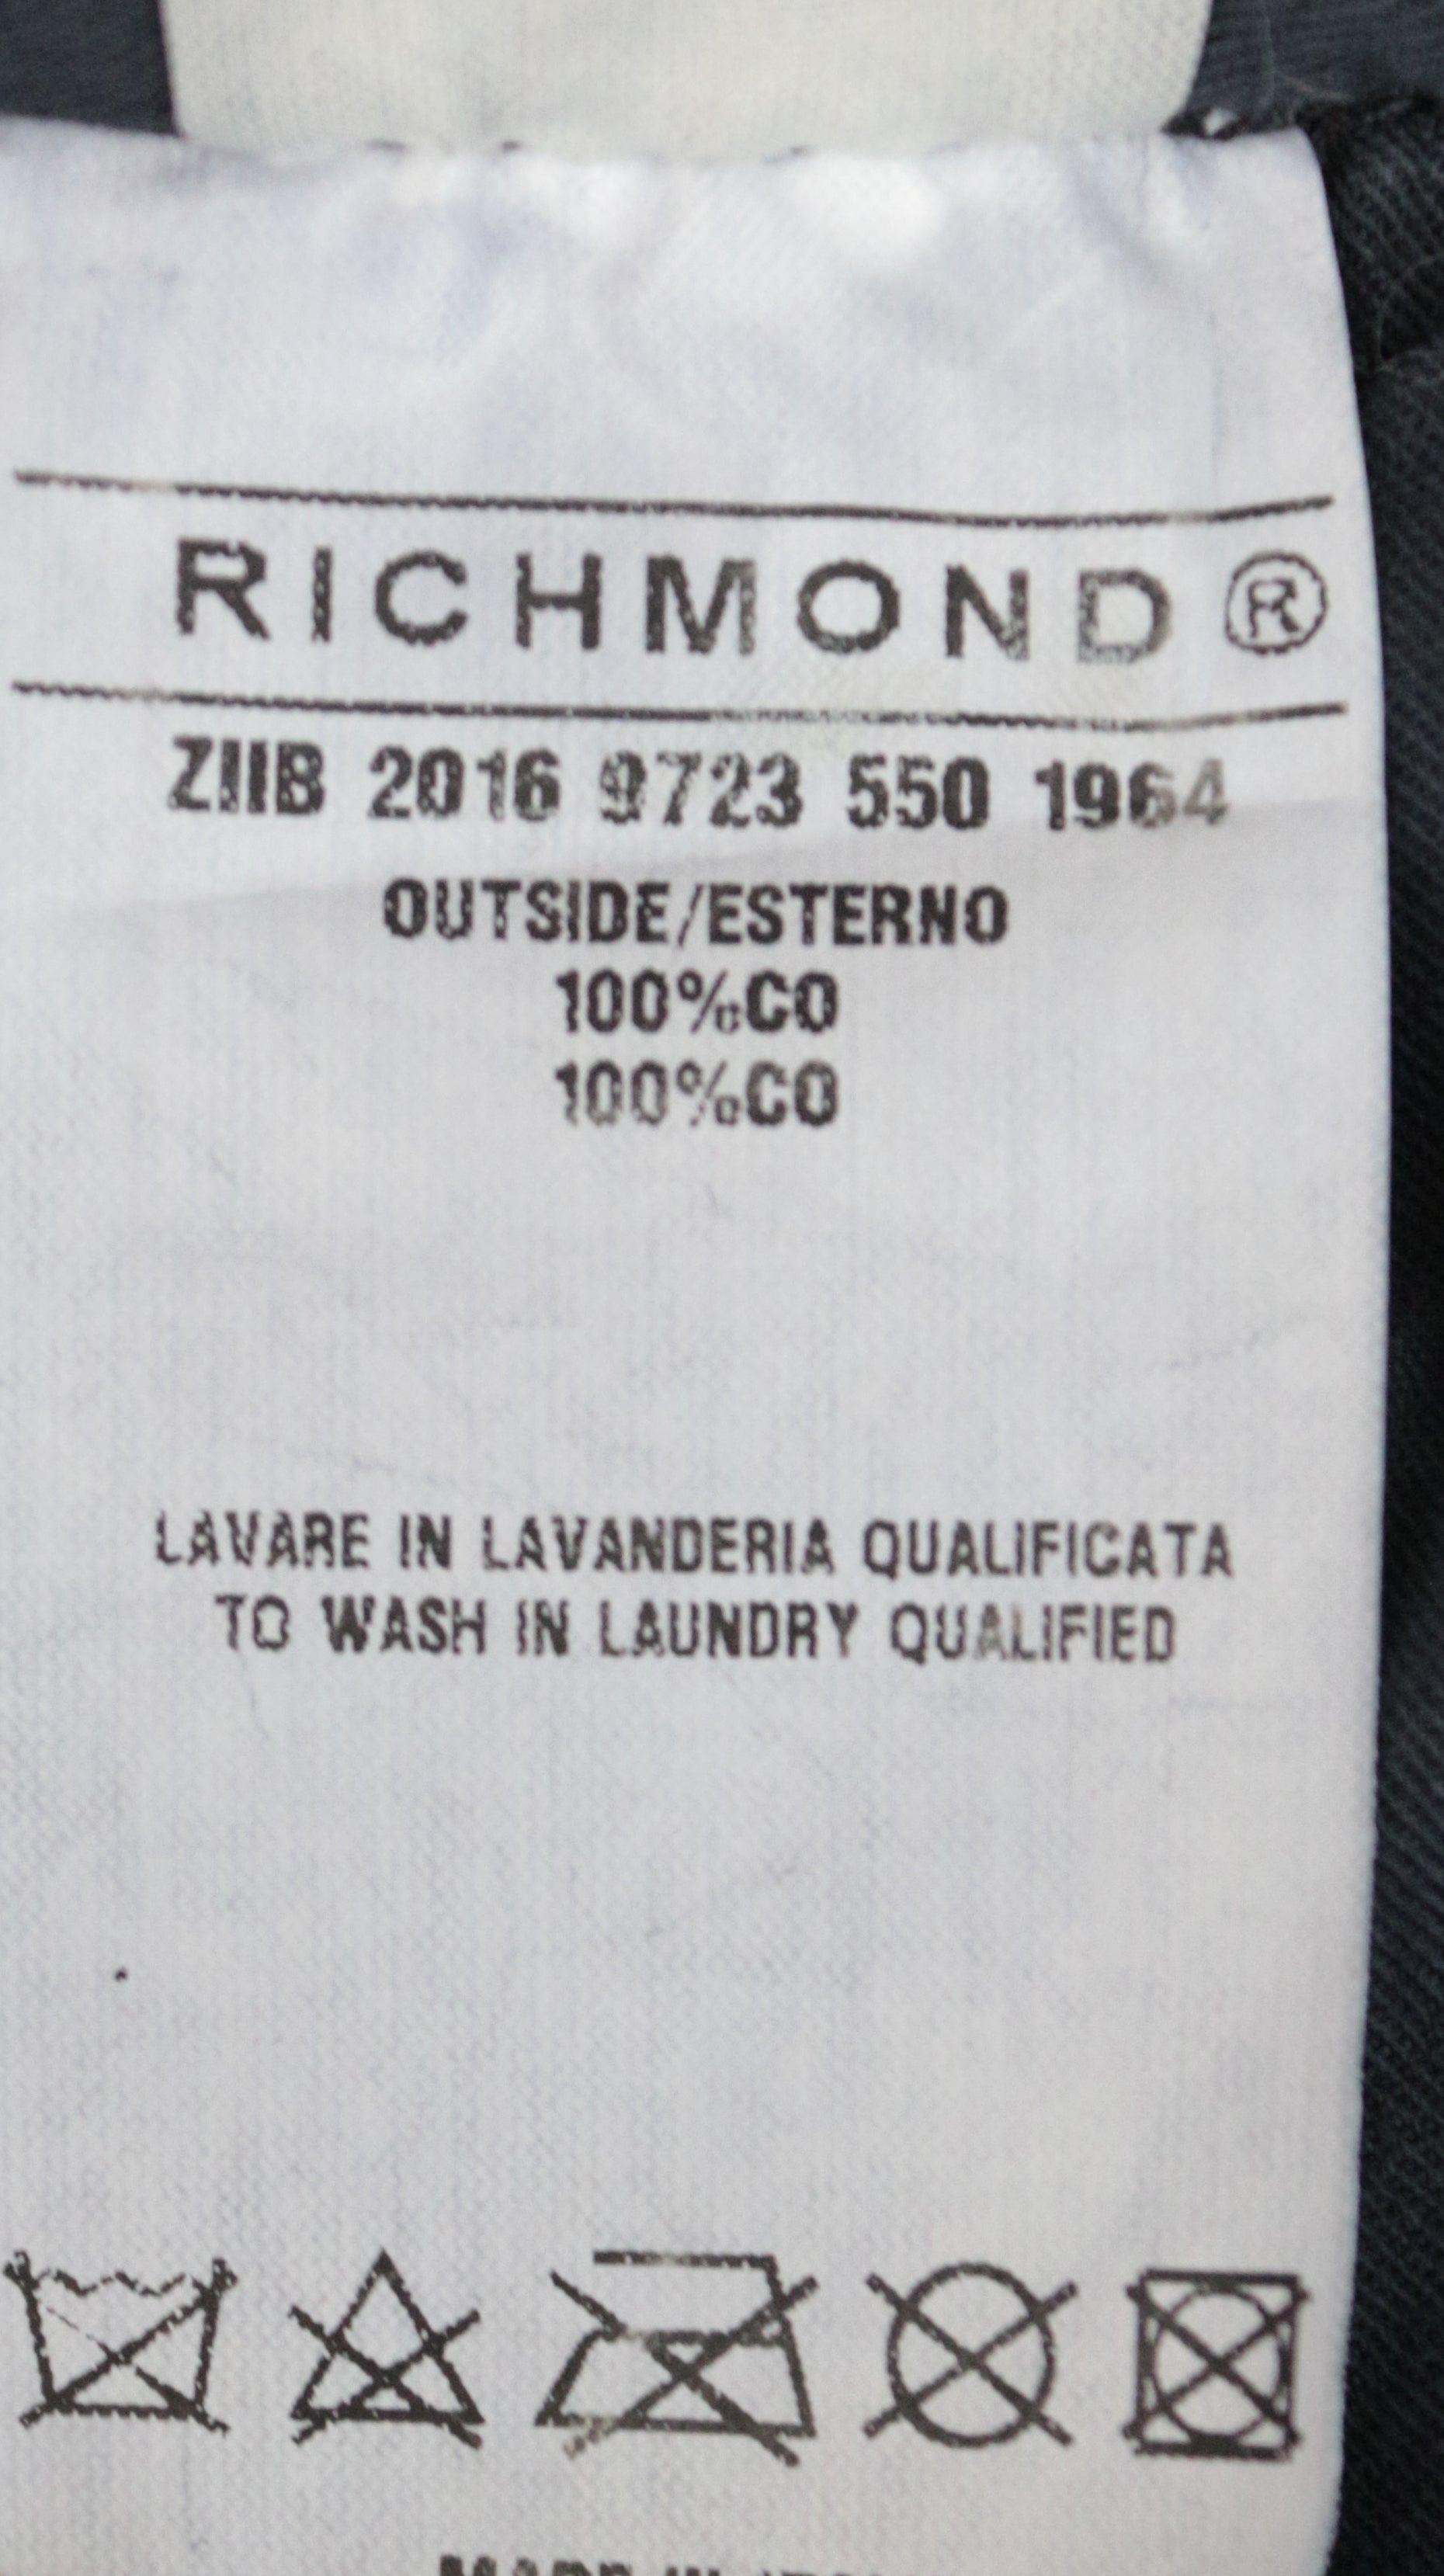 RICHMOND®
ZIIB 2016 9723 550 1964
OUTSIDE/ESTERNO
100%CO
100%CO
LAVARE IN LAVANDERIA QUALIFICATA
TO WASH IN LAUNDRY QUALIFIED